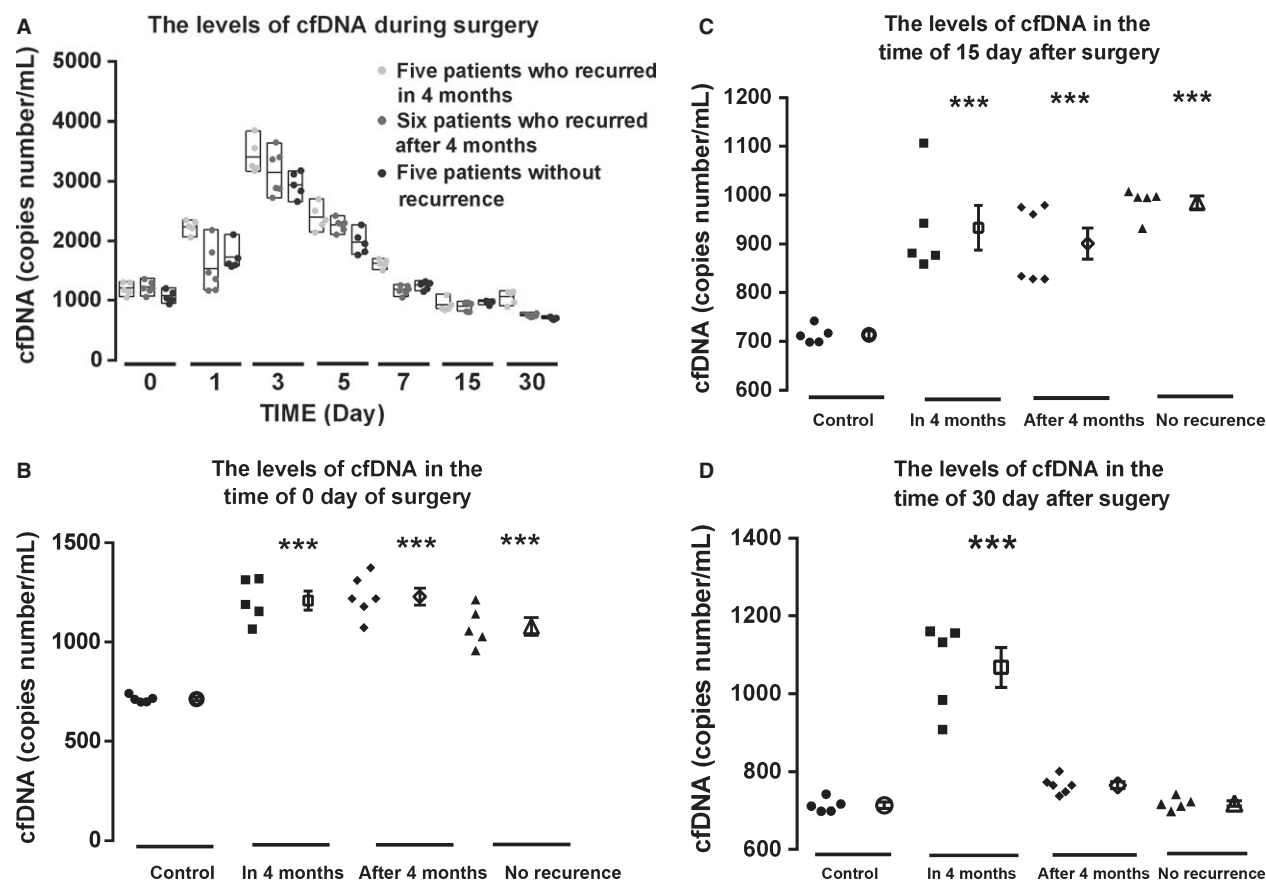 A
The levels of cfDNA during surgery
cfDNA (copies number/mL)
5000
4000
3000
2000
1000
0
Five patients who recurred
in 4 months
Six patients who recurred
after 4 months
Five patients without
recurrence
0 1 3 5 7 15 30
TIME (Day)
B
The levels of cfDNA in the
time of 0 day of surgery
cfDNA (copies number/mL)
1500
1000
500
0
*** *** ***
Control In 4 months After 4 months No recurence
C
The levels of cfDNA in the
time of 15 day after surgery
cfDNA (copies number/mL)
1200
1100
1000
900
800
700
600
*** *** ***
Control In 4 months After 4 months No recurence
D
The levels of cfDNA in the
time of 30 day after sugery
cfDNA (copies number/mL)
1400
1200
1000
800
600
***
Control In 4 months After 4 months No recurence